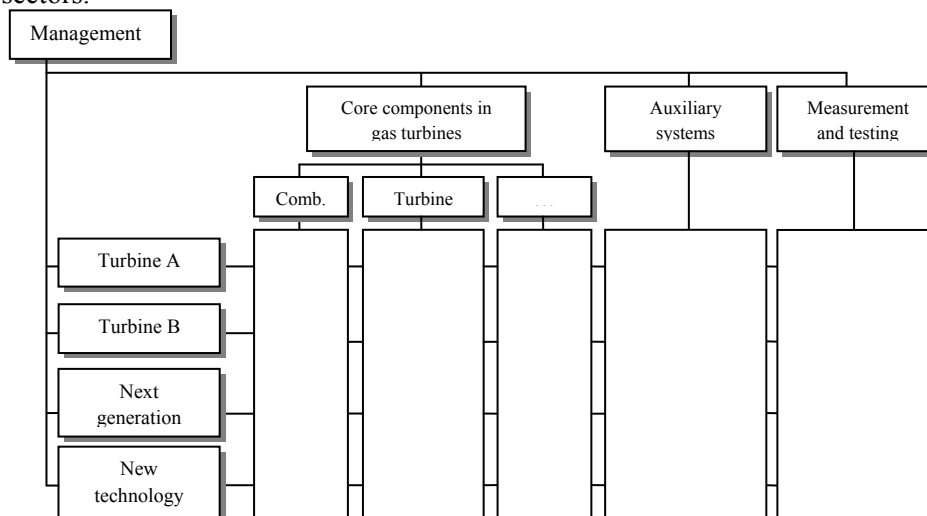 sectors.
Management
Core components in
gas turbines
Auxiliary
systems
Measurement
and testing
Comb.
Turbine
...
Turbine A
Turbine B
Next
generation
New
technology